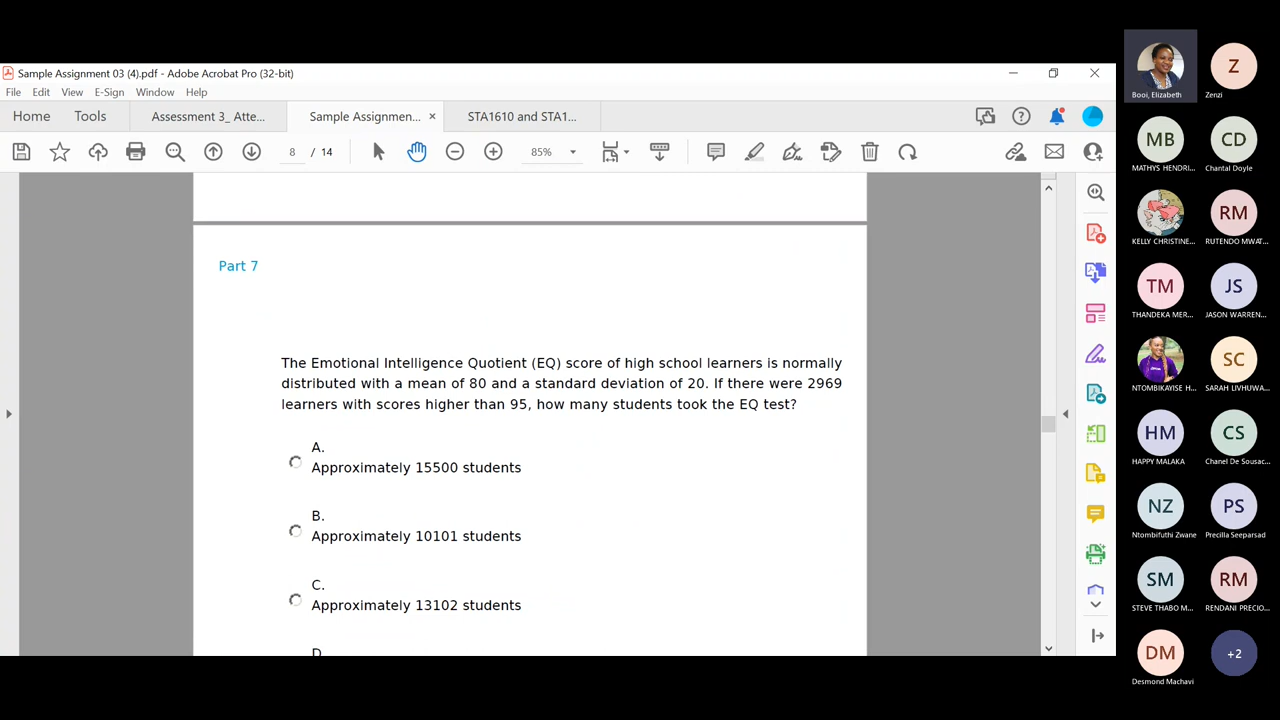 Sample Assignment 03 (4).pdf - Adobe Acrobat Pro (32-bit)
File Edit View E-Sign Window Help
Home Tools Assessment 3_ Atte... Sample Assignmen... STA1610 and STA1...
8 / 14 85%
Part 7
The Emotional Intelligence Quotient (EQ) score of high school learners is normally
distributed with a mean of 80 and a standard deviation of 20. If there were 2969
learners with scores higher than 95, how many students took the EQ test?
A.
Approximately 15500 students
B.
Approximately 10101 students
C.
Approximately 13102 students
D
Booi, Elizabeth
Z
Zenzi
MB
MATHYS HENDRI...
CD
Chantal Doyle
KELLY CHRISTINE...
RM
RUTENDO MWAT...
TM
THANDEKA MER...
JS
JASON WARREN...
NTOMBIKAYISE H...
SC
SARAH LIVHUWA...
HM
HAPPY MALAKA
CS
Chanel De Sousac...
NZ
Ntombifuthi Zwane
PS
Precilla Seeparsad
SM
STEVE THABO M...
RM
RENDANI PRECIO...
DM
Desmond Machavi
+2